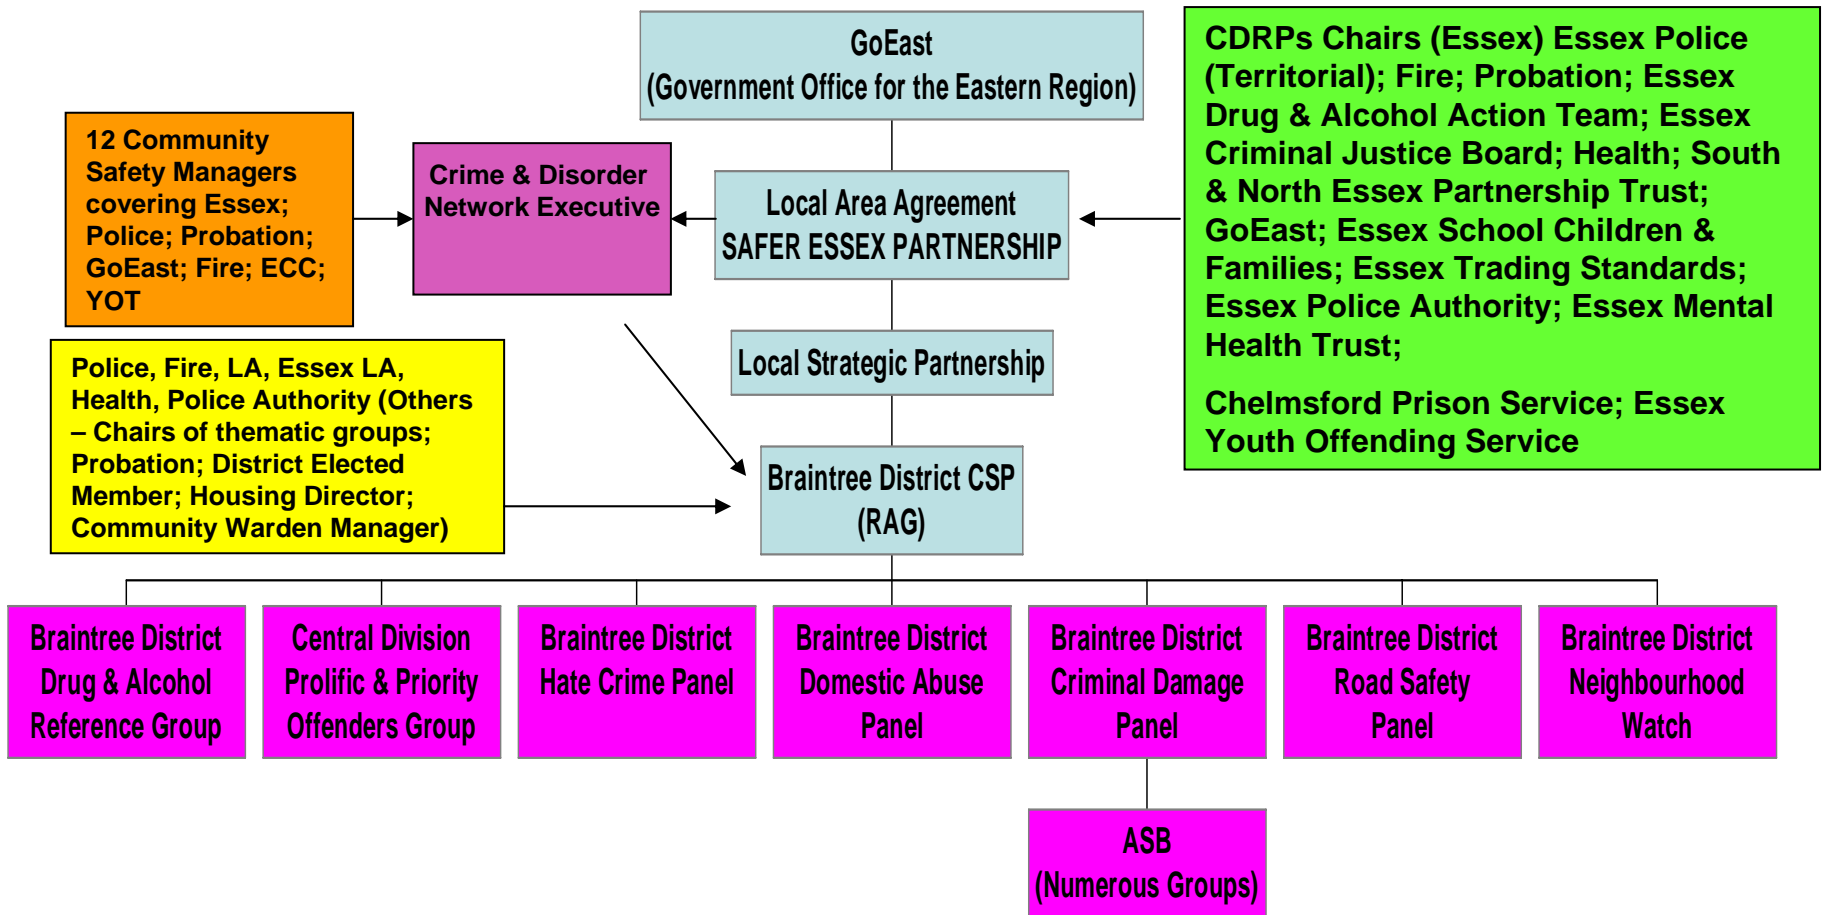 GoEast
(Government Office for the Eastern Region)
CDRPs Chairs (Essex) Essex Police
(Territorial); Fire; Probation; Essex
Drug & Alcohol Action Team; Essex
Criminal Justice Board; Health; South
& North Essex Partnership Trust;
GoEast; Essex School Children &
Families; Essex Trading Standards;
Essex Police Authority; Essex Mental
Health Trust;
Chelmsford Prison Service; Essex
Youth Offending Service
12 Community
Safety Managers
covering Essex;
Police; Probation;
GoEast; Fire; ECC;
YOT
Crime & Disorder
Network Executive
Local Area Agreement
SAFER ESSEX PARTNERSHIP
Local Strategic Partnership
Police, Fire, LA, Essex LA,
Health, Police Authority (Others
– Chairs of thematic groups;
Probation; District Elected
Member; Housing Director;
Community Warden Manager)
Braintree District CSP
(RAG)
Braintree District
Drug & Alcohol
Reference Group
Central Division
Prolific & Priority
Offenders Group
Braintree District
Hate Crime Panel
Braintree District
Domestic Abuse
Panel
Braintree District
Criminal Damage
Panel
Braintree District
Road Safety
Panel
Braintree District
Neighbourhood
Watch
ASB
(Numerous Groups)